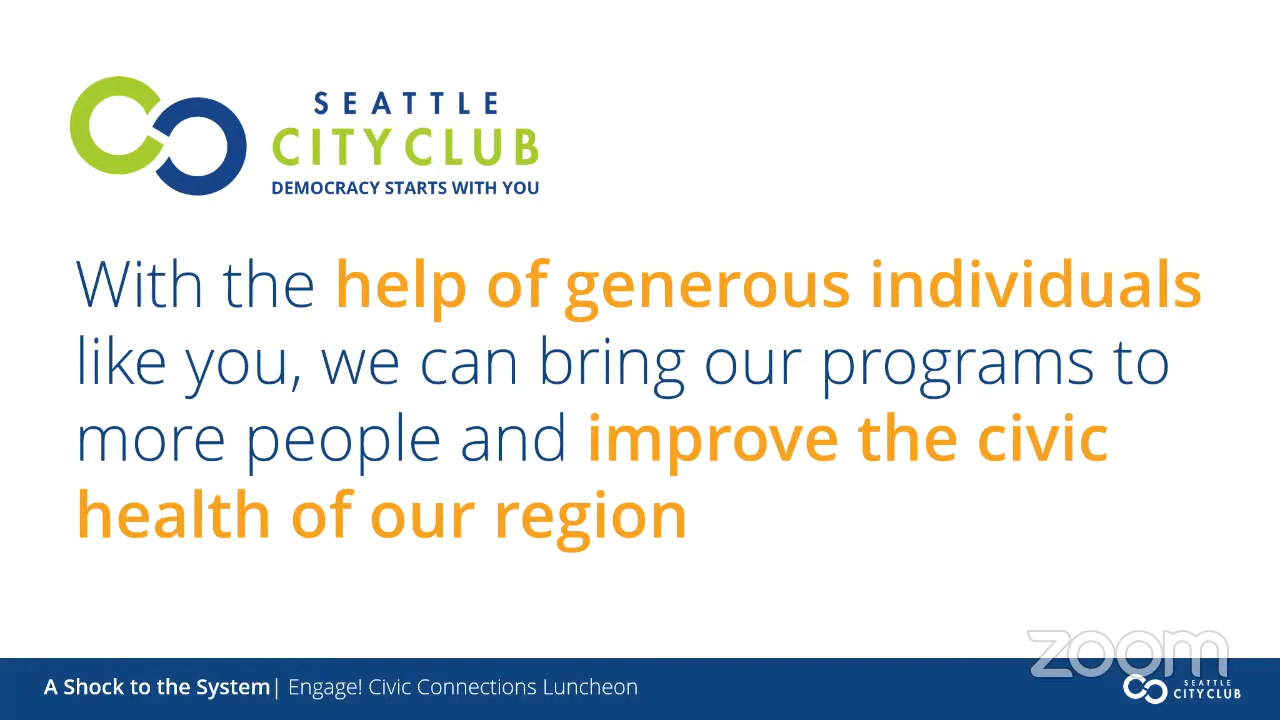 SEATTLE
CITYCLUB
DEMOCRACY STARTS WITH YOU
With the help of generous individuals
like you, we can bring our programs to
more people and improve the civic
health of our region
zoom
A Shock to the System| Engage! Civic Connections Luncheon
SEATTLE
CITYCLUB